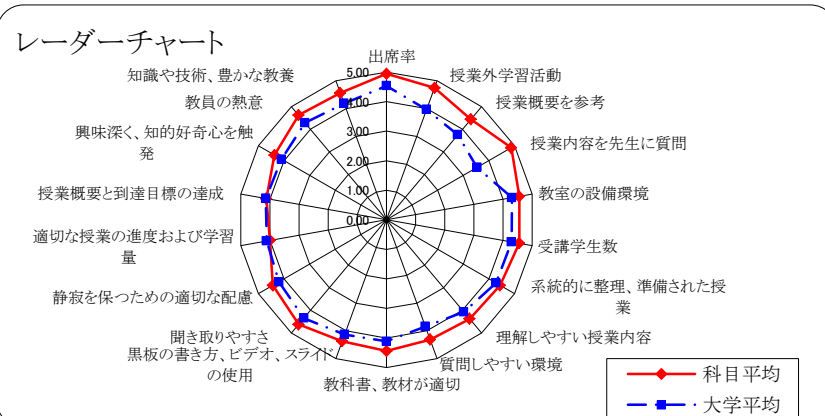 レーダーチャート
出席率
授業外学習活動
授業概要を参考
授業内容を先生に質問
教室の設備環境
受講学生数
系統的に整理、準備された授
業
理解しやすい授業内容
質問しやすい環境
教科書、教材が適切
黒板の書き方、ビデオ、スライド
の使用
聞き取りやすさ
静寂を保つための適切な配慮
適切な授業の進度および学習
量
授業概要と到達目標の達成
興味深く、知的好奇心を触
発
教員の熱意
知識や技術、豊かな教養
5.00
4.00
3.00
2.00
1.00
0.00
科目平均
大学平均